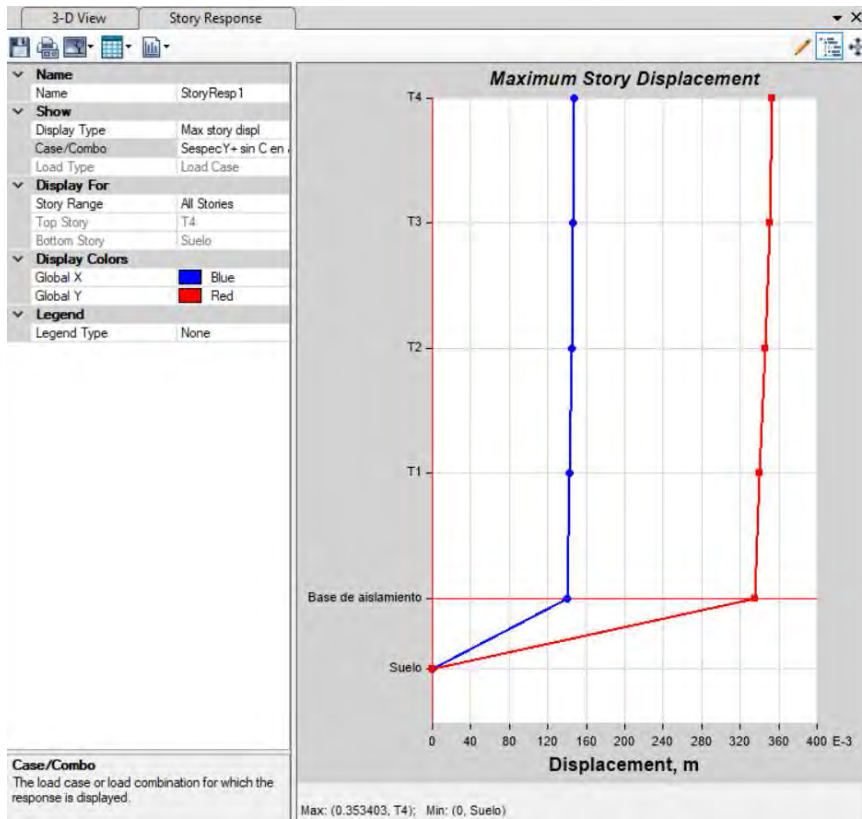 3-D View Story Response
Name
Name StoryResp1
Show
Display Type Max story displ
Case/Combo SespecY+ sin C en
Load Type Load Case
Display For
Story Range All Stories
Top Story T4
Bottom Story Suelo
Display Colors
Global X Blue
Global Y Red
Legend
Legend Type None
Case/Combo
The load case or load combination for which the
response is displayed.
Maximum Story Displacement
T4
T3
T2
T1
Base de aislamiento
Suelo
0 40 80 120 160 200 240 280 320 360 400 E-3
Displacement, m
Max: (0.353403, T4); Min: (0, Suelo)